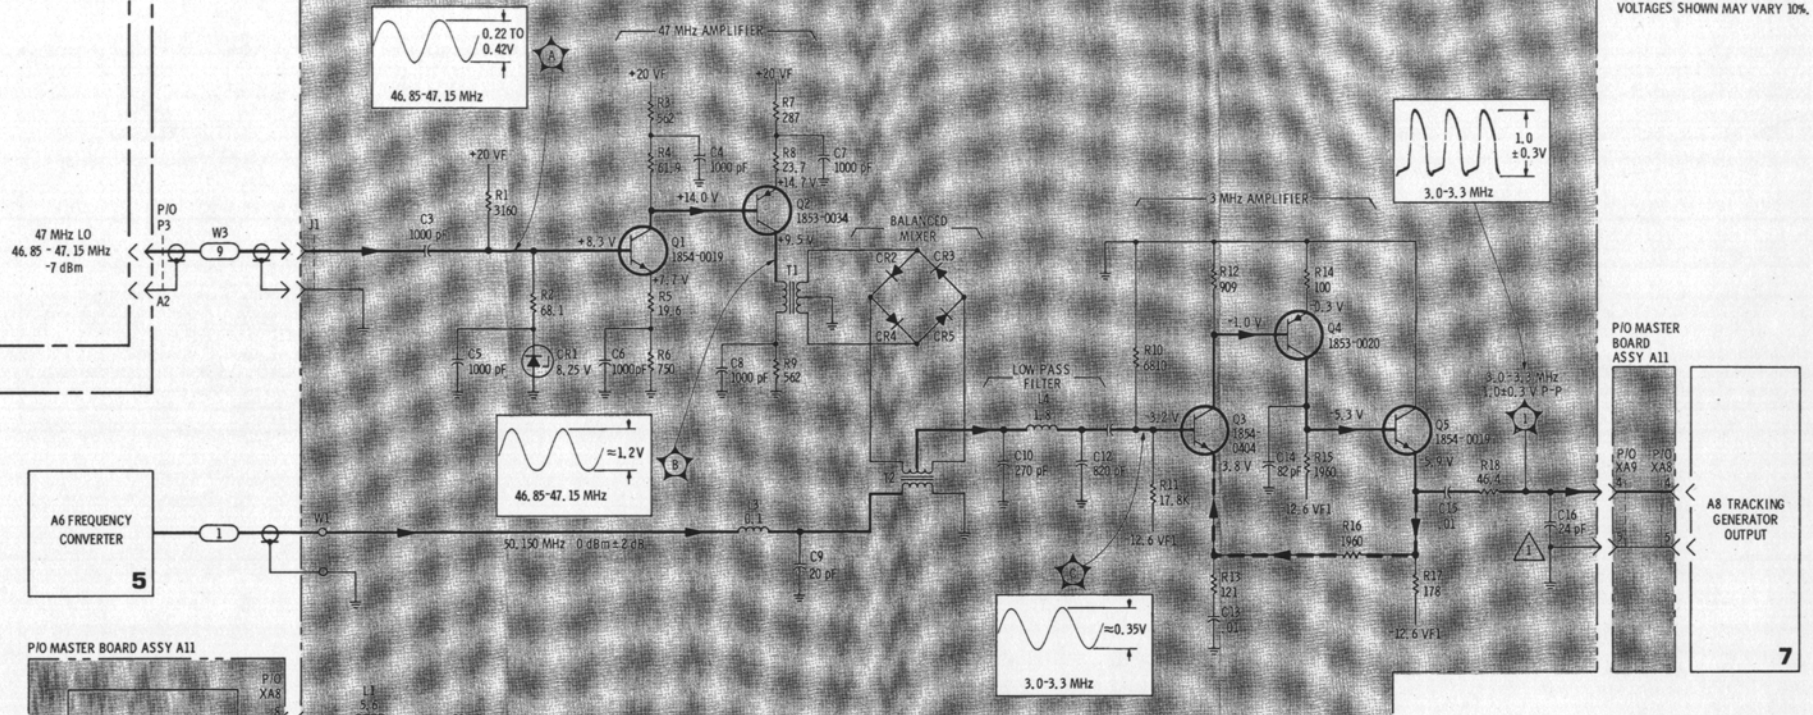 VOLTAGES SHOWN MAY VARY 10%.
0.22 TO
0.42V
46.85-47.15 MHz
A
47 MHz AMPLIFIER
+20 VF
+20 VF
R3
562
R7
287
C4
1000 pF
R4
61.9
R8
23.7
C7
1000 pF
+14.7 V
+20 VF
R1
3160
+14.0 V
Q2
1853-0034
+9.5 V
1.0
±0.3V
3.0-3.3 MHz
P/O
P3
47 MHz LO
46.85 - 47.15 MHz
-7 dBm
W3
9
A2
J1
C3
1000 pF
+8.3 V
Q1
1854-0019
+7.7 V
R2
68.1
R5
19.6
T1
BALANCED
MIXER
CR2
CR3
CR4
CR5
3 MHz AMPLIFIER
R12
909
R14
100
-0.3 V
-1.0 V
Q4
1853-0020
C5
1000 pF
CR1
8.25 V
C6
1000pF
R6
750
C8
1000 pF
R9
562
R10
6810
LOW PASS
FILTER
L4
3.0-3.3 MHz
1.0±0.3 V P-P
P/O MASTER
BOARD
ASSY A11
≈1.2V
46.85-47.15 MHz
B
T2
C10
270 pF
C12
820 pF
-3.2 V
Q3
1854-
0404
-3.8 V
R11
17.8K
-12.6 VF1
C14
82 pF
-5.3 V
R15
1960
-12.6 VF1
Q5
1854-0019
-5.9 V
R18
46.4
C15
.01
C16
24 pF
1
P/O
XA9
4
5
P/O
XA8
4
5
A8 TRACKING
GENERATOR
OUTPUT
7
A6 FREQUENCY
CONVERTER
5
1
W1
50.150 MHz 0 dBm ± 2 dB
L3
0.1
C9
20 pF
C
≈0.35V
3.0-3.3 MHz
R16
1960
R13
121
C13
.01
R17
178
-12.6 VF1
P/O MASTER BOARD ASSY A11
P/O
XA8
L1
5.6